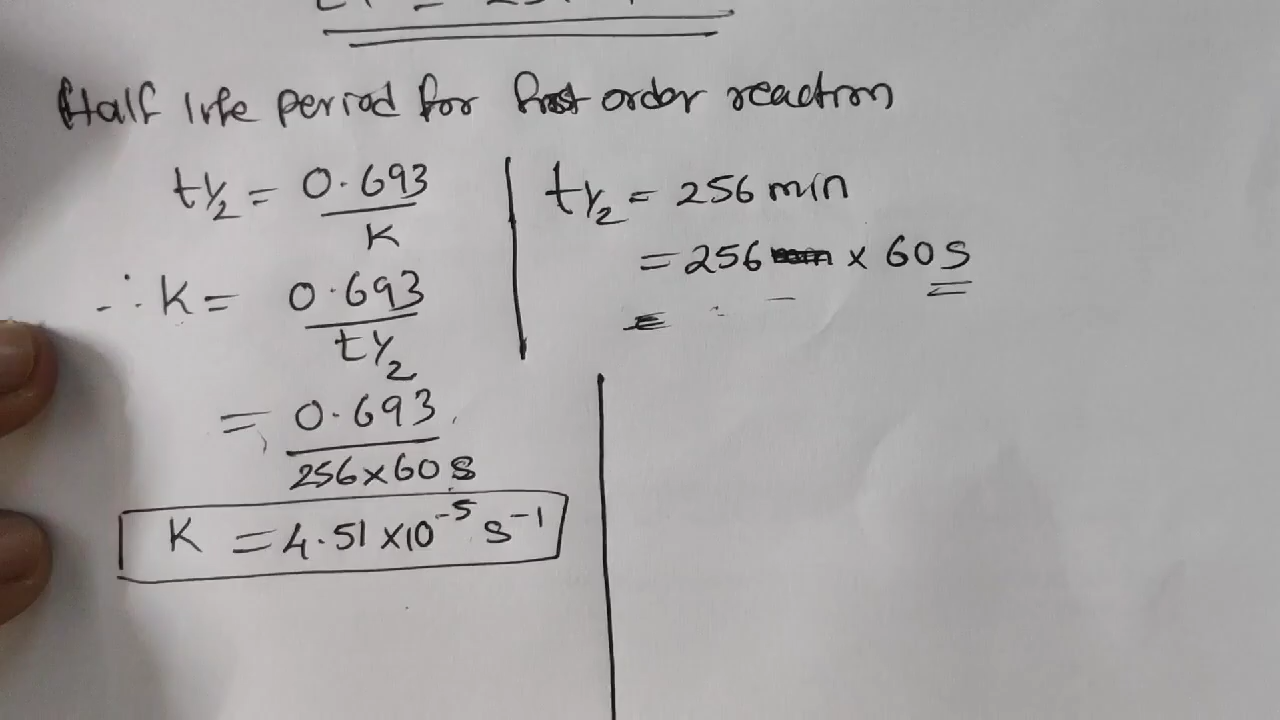 Half life period for first order reaction
t½ = 0.693 / K
∴ K = 0.693 / t½
= 0.693 / 256 x 60 s
K = 4.51 x 10⁻⁵ s⁻¹
t½ = 256 min
= 256 x 60 s
=